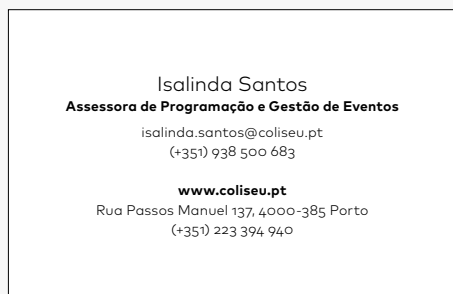 Isalinda Santos
Assessora de Programação e Gestão de Eventos
isalinda.santos@coliseu.pt
(+351) 938 500 683
www.coliseu.pt
Rua Passos Manuel 137, 4000-385 Porto
(+351) 223 394 940